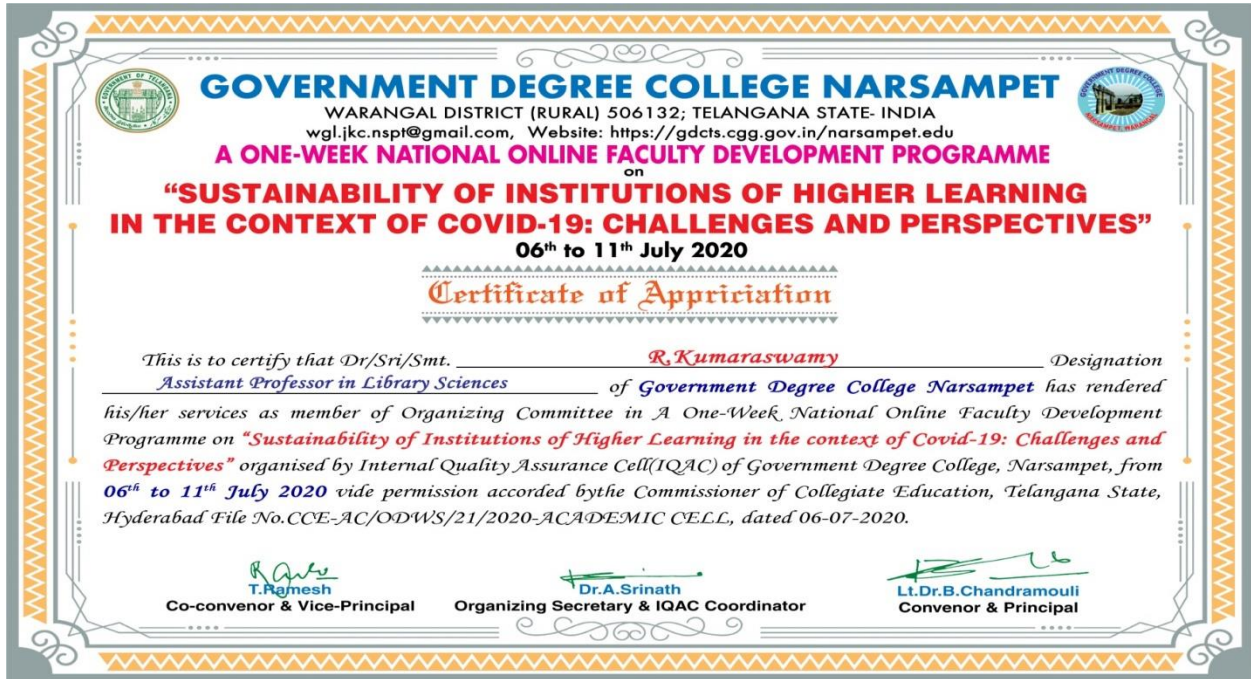 GOVERNMENT DEGREE COLLEGE NARSAMPET
WARANGAL DISTRICT (RURAL) 506132; TELANGANA STATE- INDIA
wgl.jkc.nspt@gmail.com, Website: https://gdcts.cgg.gov.in/narsampet.edu
A ONE-WEEK NATIONAL ONLINE FACULTY DEVELOPMENT PROGRAMME
on
“SUSTAINABILITY OF INSTITUTIONS OF HIGHER LEARNING
IN THE CONTEXT OF COVID-19: CHALLENGES AND PERSPECTIVES”
06th to 11th July 2020
Certificate of Appriciation
This is to certify that Dr/Sri/Smt. R.Kumaraswamy Designation
Assistant Professor in Library Sciences of Government Degree College Narsampet has rendered
his/her services as member of Organizing Committee in A One-Week National Online Faculty Development
Programme on “Sustainability of Institutions of Higher Learning in the context of Covid-19: Challenges and
Perspectives” organised by Internal Quality Assurance Cell(IQAC) of Government Degree College, Narsampet, from
06th to 11th July 2020 vide permission accorded bythe Commissioner of Collegiate Education, Telangana State,
Hyderabad File No.CCE-AC/ODWS/21/2020-ACADEMIC CELL, dated 06-07-2020.
T.Ramesh
Co-convenor & Vice-Principal
Dr.A.Srinath
Organizing Secretary & IQAC Coordinator
Lt.Dr.B.Chandramouli
Convenor & Principal
GOVERNMENT DEGREE COLLEGE
NARSAMPET, WARANGAL